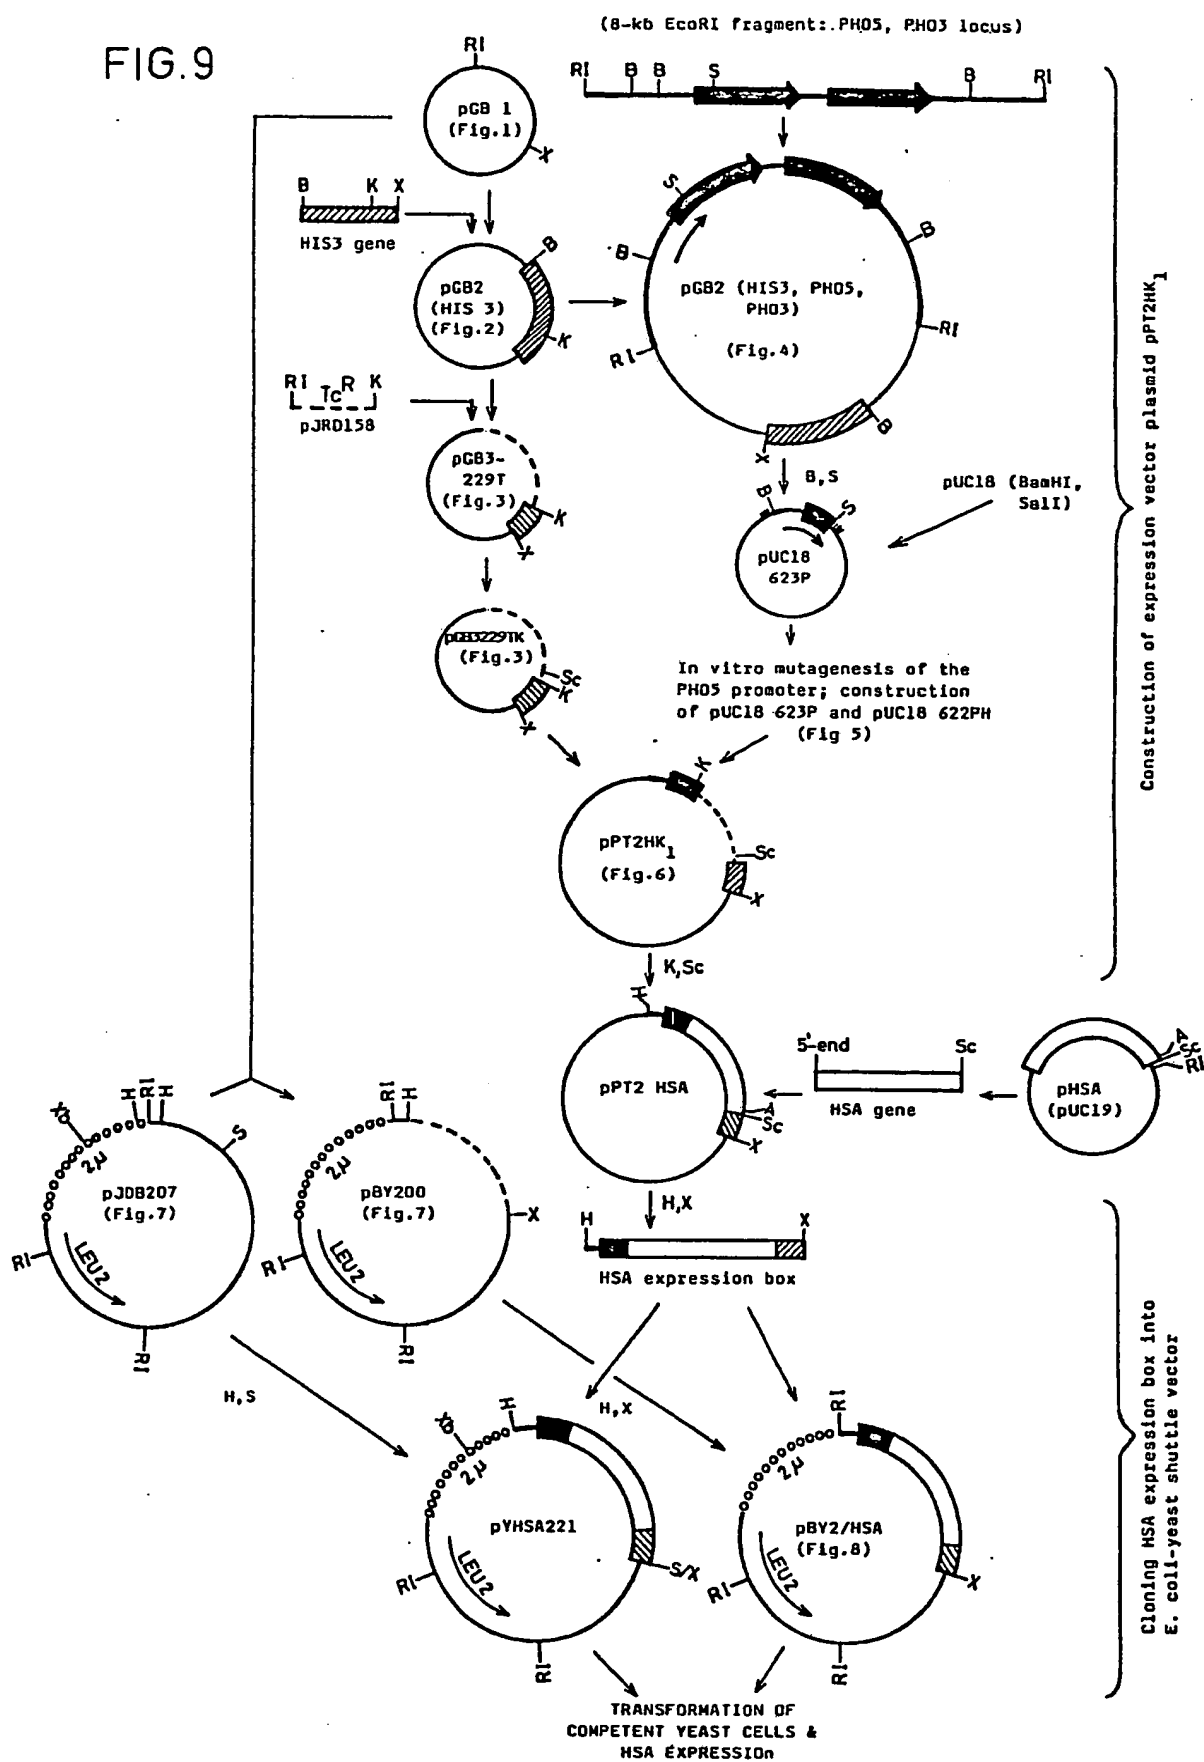 FIG.9
(8-kb EcoRI fragment:.PHO5, PHO3 locus)
RI
pGB 1
(Fig.1)
X
RI B B S B RI
B K X
HIS3 gene
pGB2
(HIS 3)
(Fig.2)
B
K
S
B
B
pGB2 (HIS3, PHO5,
PHO3)
(Fig.4)
RI
RI
B
X
RI TcR K
pJRD158
pGB3-
229T
(Fig.3)
K
X
B,S
pUC18 (BamHI,
SalI)
B
S
pUC18
623P
pGB3229TK
(Fig.3)
Sc
K
X
In vitro mutagenesis of the
PHO5 promoter; construction
of pUC18 623P and pUC18 622PH
(Fig 5)
K
pPT2HK1
(Fig.6)
Sc
X
K,Sc
Construction of expression vector plasmid pPT2HK1
H
pPT2 HSA
A
Sc
X
5'-end Sc
HSA gene
pHSA
(pUC19)
A
Sc
RI
H RI H
Xb
2µ
S
pJDB207
(Fig.7)
RI
LEU2
RI
RI H
2µ
pBY200
(Fig.7)
X
RI
LEU2
RI
H,X
H X
HSA expression box
H,S
H,X
H
Xb
2µ
pYHSA221
S/X
RI
LEU2
RI
RI
2µ
pBY2/HSA
(Fig.8)
X
RI
LEU2
RI
Cloning HSA expression box into
E. coli-yeast shuttle vector
TRANSFORMATION OF
COMPETENT YEAST CELLS &
HSA EXPRESSIOn